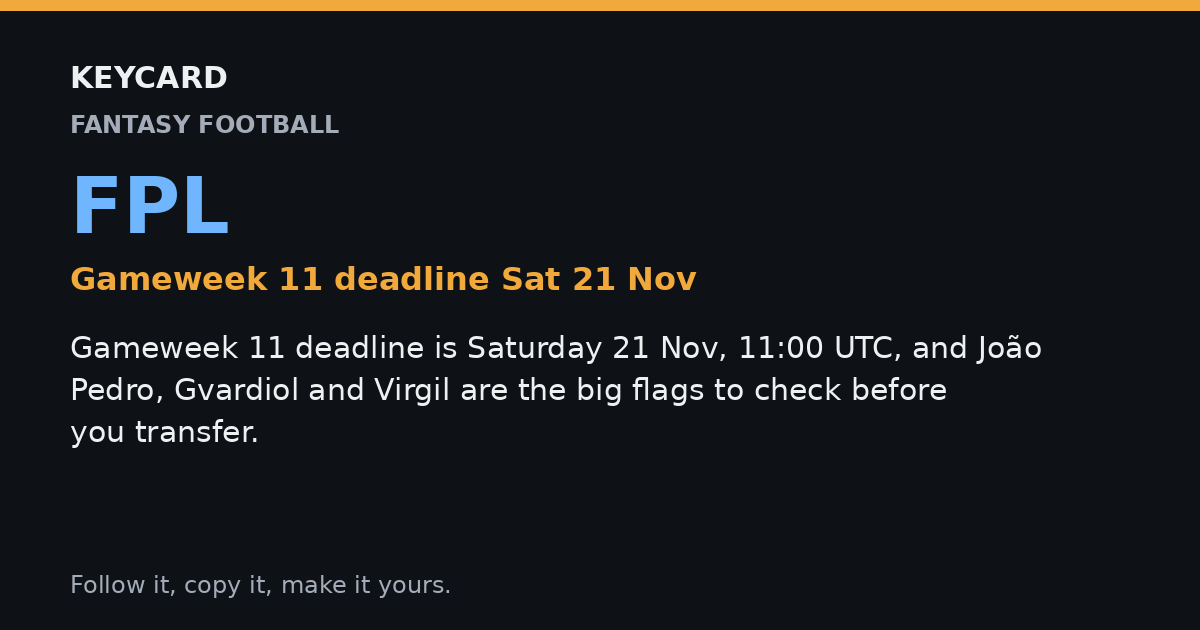 KEYCARD
FANTASY FOOTBALL
FPL
Gameweek 11 deadline Sat 21 Nov
Gameweek 11 deadline is Saturday 21 Nov, 11:00 UTC, and João
Pedro, Gvardiol and Virgil are the big flags to check before
you transfer.
Follow it, copy it, make it yours.